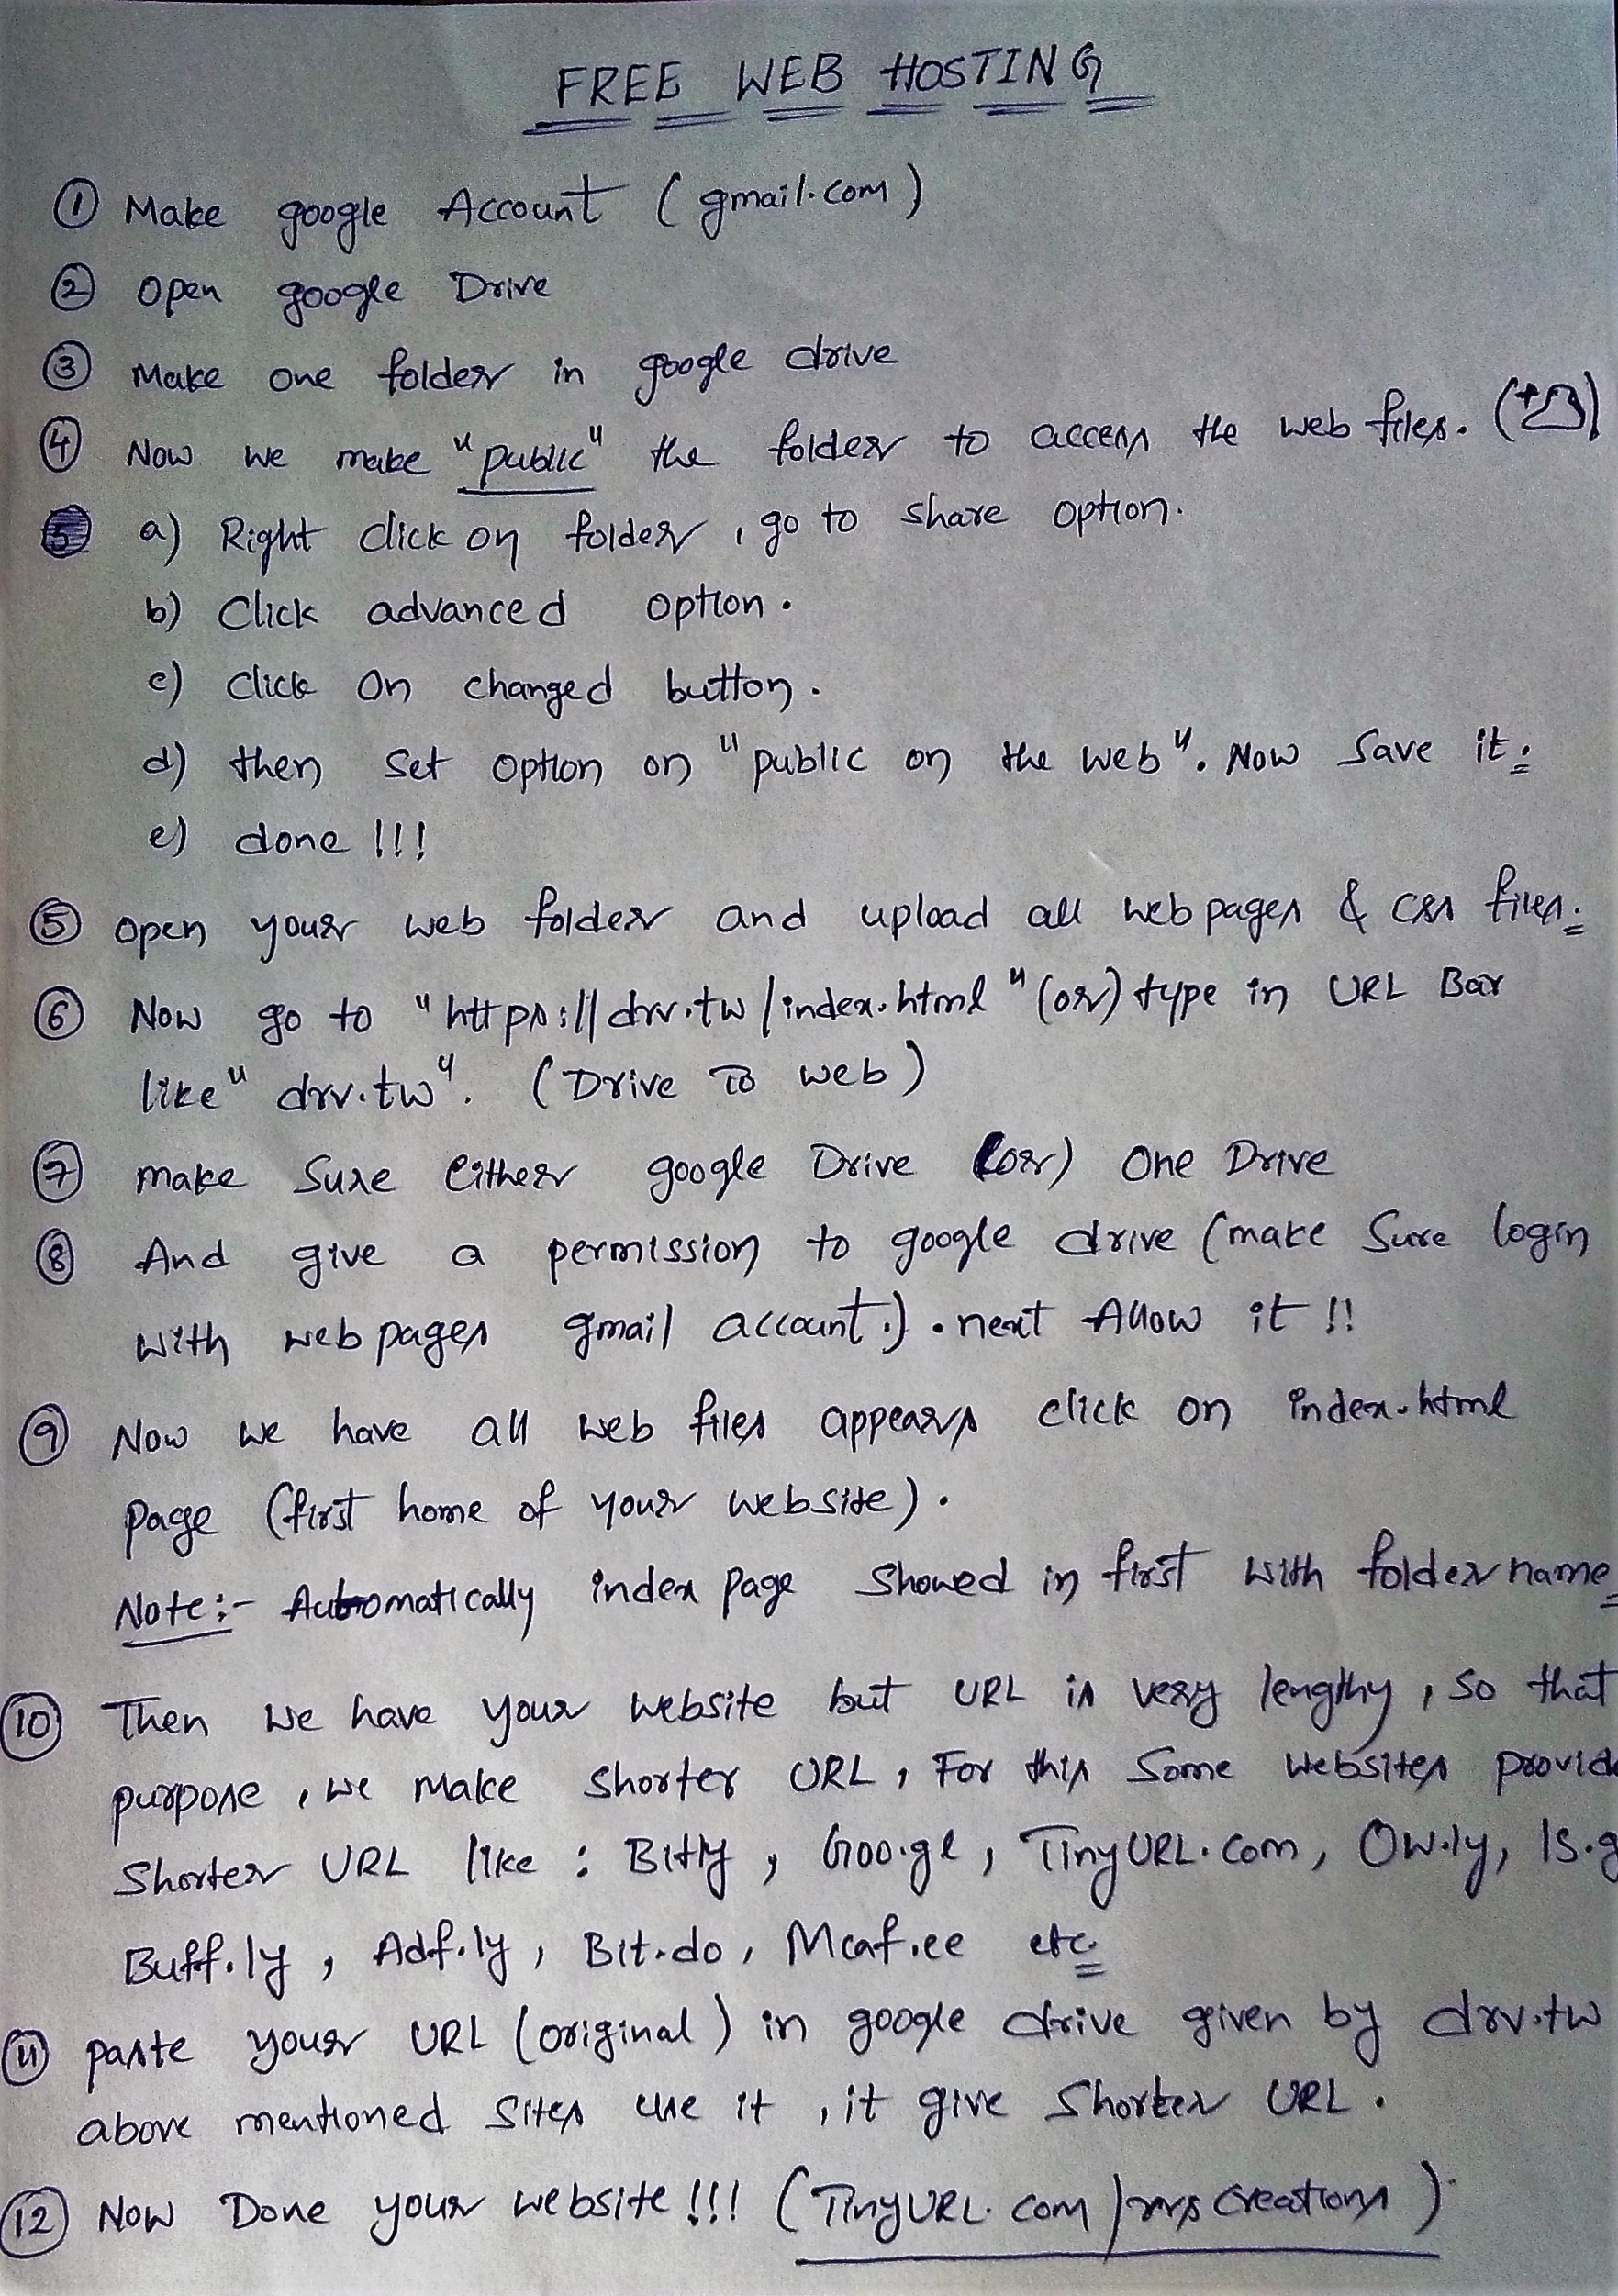 FREE WEB HOSTING
① Make google Account (gmail.com)
② Open google Drive
③ Make one folder in google drive
④ Now we make "public" the folder to access the web files. (+)
a) Right click on folder, go to share option.
b) Click advanced option.
c) Click On changed button.
d) then Set option on "public on the web". Now Save it.
e) done !!!
⑤ Open your web folder and upload all web pages & css files.
⑥ Now go to "https://drv.tw/index.html" (or) type in URL Bar
like "drv.tw". (Drive To web)
⑦ make Sure Either google Drive (or) One Drive
⑧ And give a permission to google drive (make Sure login
with web pages gmail account.). next Allow it !!
⑨ Now we have all web files appears click on index.html
page (first home of your website).
Note:- Automatically index page Showed in first with folder name
⑩ Then we have your website but URL is very lengthy, so that
purpose, we make shorter URL, For this Some websites provide
Shorter URL like : Bitly, Goo.gl, TinyURL.com, Ow.ly, Is.g
Buff.ly, Adf.ly, Bit.do, Mcaf.ee etc.
⑪ paste your URL (original) in google drive given by drv.tw
above mentioned sites use it, it give Shorter URL.
⑫ Now Done your website !!! (TinyURL.com/ Creations)